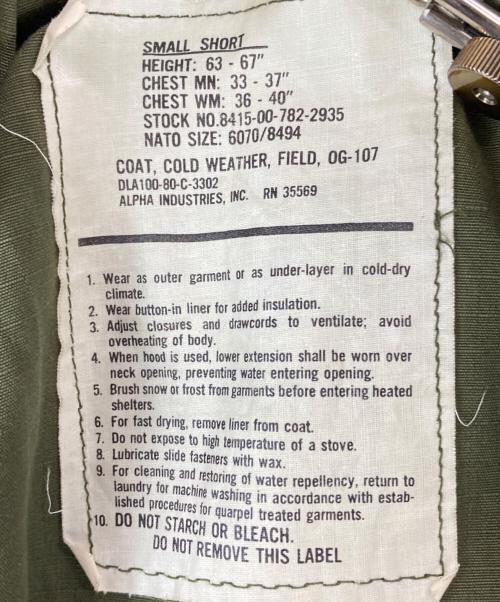 SMALL SHORT
HEIGHT: 63 - 67"
CHEST MN: 33 - 37"
CHEST WM: 36 - 40"
STOCK NO.8415-00-782-2935
NATO SIZE: 6070/8494
COAT, COLD WEATHER, FIELD, OG-107
DLA100-80-C-3302
ALPHA INDUSTRIES, INC. RN 35569
1. Wear as outer garment or as under-layer in cold-dry
climate.
2. Wear button-in liner for added insulation.
3. Adjust closures and drawcords to ventilate; avoid
overheating of body.
4. When hood is used, lower extension shall be worn over
neck opening, preventing water entering opening.
5. Brush snow or frost from garments before entering heated
shelters.
6. For fast drying, remove liner from coat.
7. Do not expose to high temperature of a stove.
8. Lubricate slide fasteners with wax.
9. For cleaning and restoring of water repellency, return to
laundry for machine washing in accordance with estab-
lished procedures for quarpel treated garments.
10. DO NOT STARCH OR BLEACH.
DO NOT REMOVE THIS LABEL